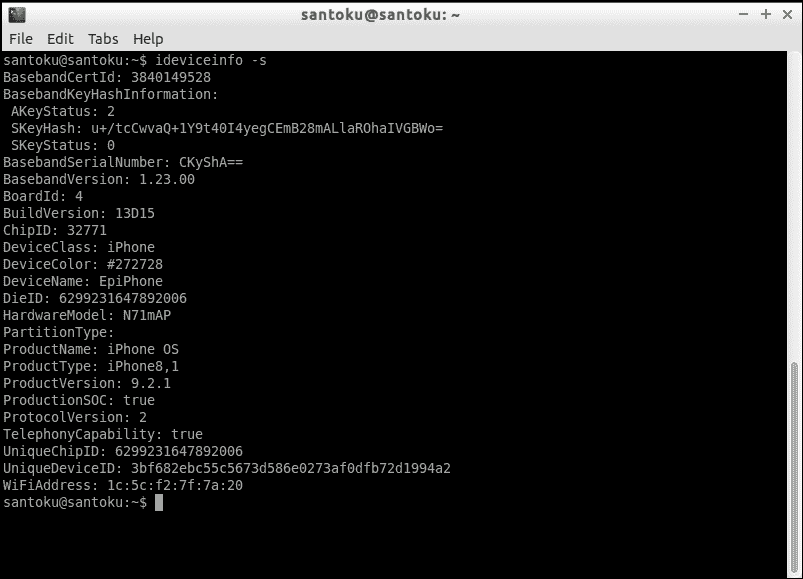 santoku@santoku: ~
File Edit Tabs Help
santoku@santoku:~$ ideviceinfo -s
BasebandCertId: 3840149528
BasebandKeyHashInformation:
 AKeyStatus: 2
 SKeyHash: u+/tcCwvaQ+1Y9t40I4yegCEmB28mALlaROhaIVGBWo=
 SKeyStatus: 0
BasebandSerialNumber: CKyShA==
BasebandVersion: 1.23.00
BoardId: 4
BuildVersion: 13D15
ChipID: 32771
DeviceClass: iPhone
DeviceColor: #272728
DeviceName: EpiPhone
DieID: 6299231647892006
HardwareModel: N71mAP
PartitionType:
ProductName: iPhone OS
ProductType: iPhone8,1
ProductVersion: 9.2.1
ProductionSOC: true
ProtocolVersion: 2
TelephonyCapability: true
UniqueChipID: 6299231647892006
UniqueDeviceID: 3bf682ebc55c5673d586e0273af0dfb72d1994a2
WiFiAddress: 1c:5c:f2:7f:7a:20
santoku@santoku:~$